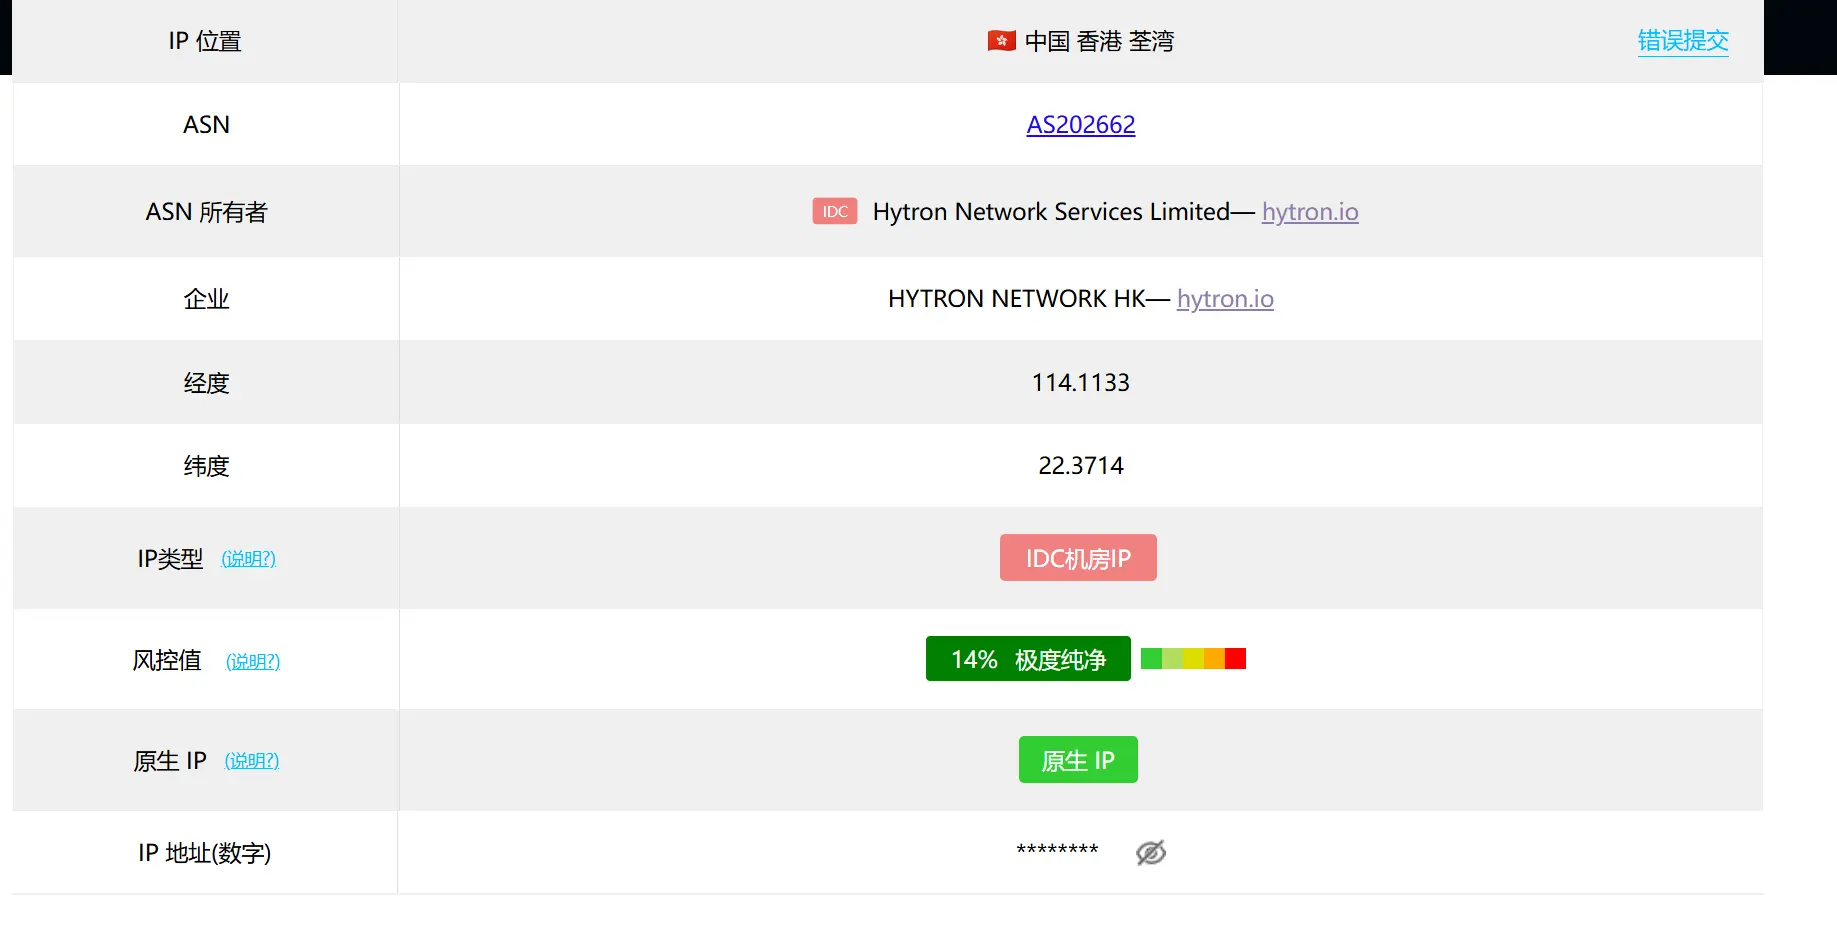 IP 位置 中国 香港 荃湾 错误提交
ASN AS202662
ASN 所有者 IDC Hytron Network Services Limited— hytron.io
企业 HYTRON NETWORK HK— hytron.io
经度 114.1133
纬度 22.3714
IP类型 (说明?) IDC机房IP
风控值 (说明?) 14% 极度纯净
原生 IP (说明?) 原生 IP
IP 地址(数字) ********